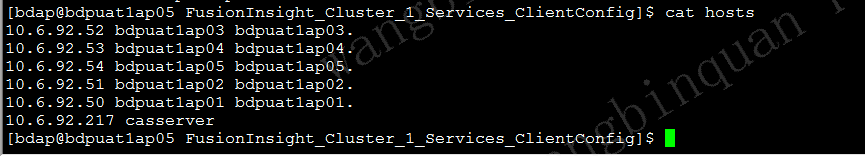 [bdap@bdpuat1ap05 FusionInsight_Cluster_1_Services_ClientConfig]$ cat hosts
10.6.92.52 bdpuat1ap03 bdpuat1ap03.
10.6.92.53 bdpuat1ap04 bdpuat1ap04.
10.6.92.54 bdpuat1ap05 bdpuat1ap05.
10.6.92.51 bdpuat1ap02 bdpuat1ap02.
10.6.92.50 bdpuat1ap01 bdpuat1ap01.
10.6.92.217 casserver
[bdap@bdpuat1ap05 FusionInsight_Cluster_1_Services_ClientConfig]$